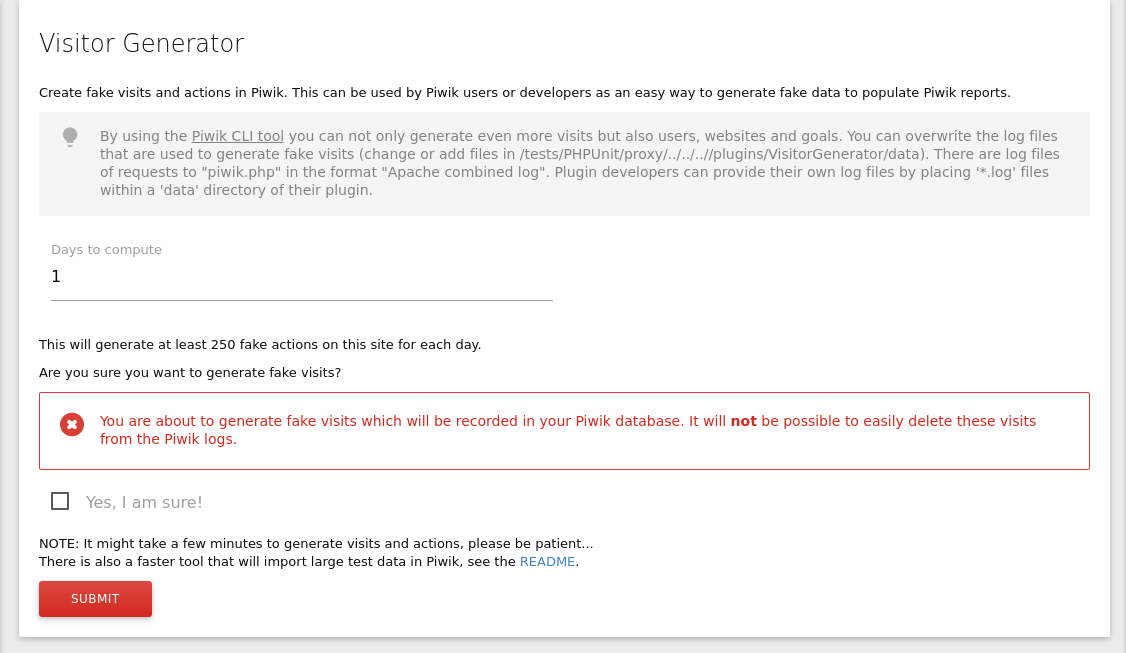 Visitor Generator
Create fake visits and actions in Piwik. This can be used by Piwik users or developers as an easy way to generate fake data to populate Piwik reports.
By using the Piwik CLI tool you can not only generate even more visits but also users, websites and goals. You can overwrite the log files
that are used to generate fake visits (change or add files in /tests/PHPUnit/proxy/../../..//plugins/VisitorGenerator/data). There are log files
of requests to "piwik.php" in the format "Apache combined log". Plugin developers can provide their own log files by placing '*.log' files
within a 'data' directory of their plugin.
Days to compute
1
This will generate at least 250 fake actions on this site for each day.
Are you sure you want to generate fake visits?
You are about to generate fake visits which will be recorded in your Piwik database. It will not be possible to easily delete these visits
from the Piwik logs.
Yes, I am sure!
NOTE: It might take a few minutes to generate visits and actions, please be patient...
There is also a faster tool that will import large test data in Piwik, see the README.
SUBMIT